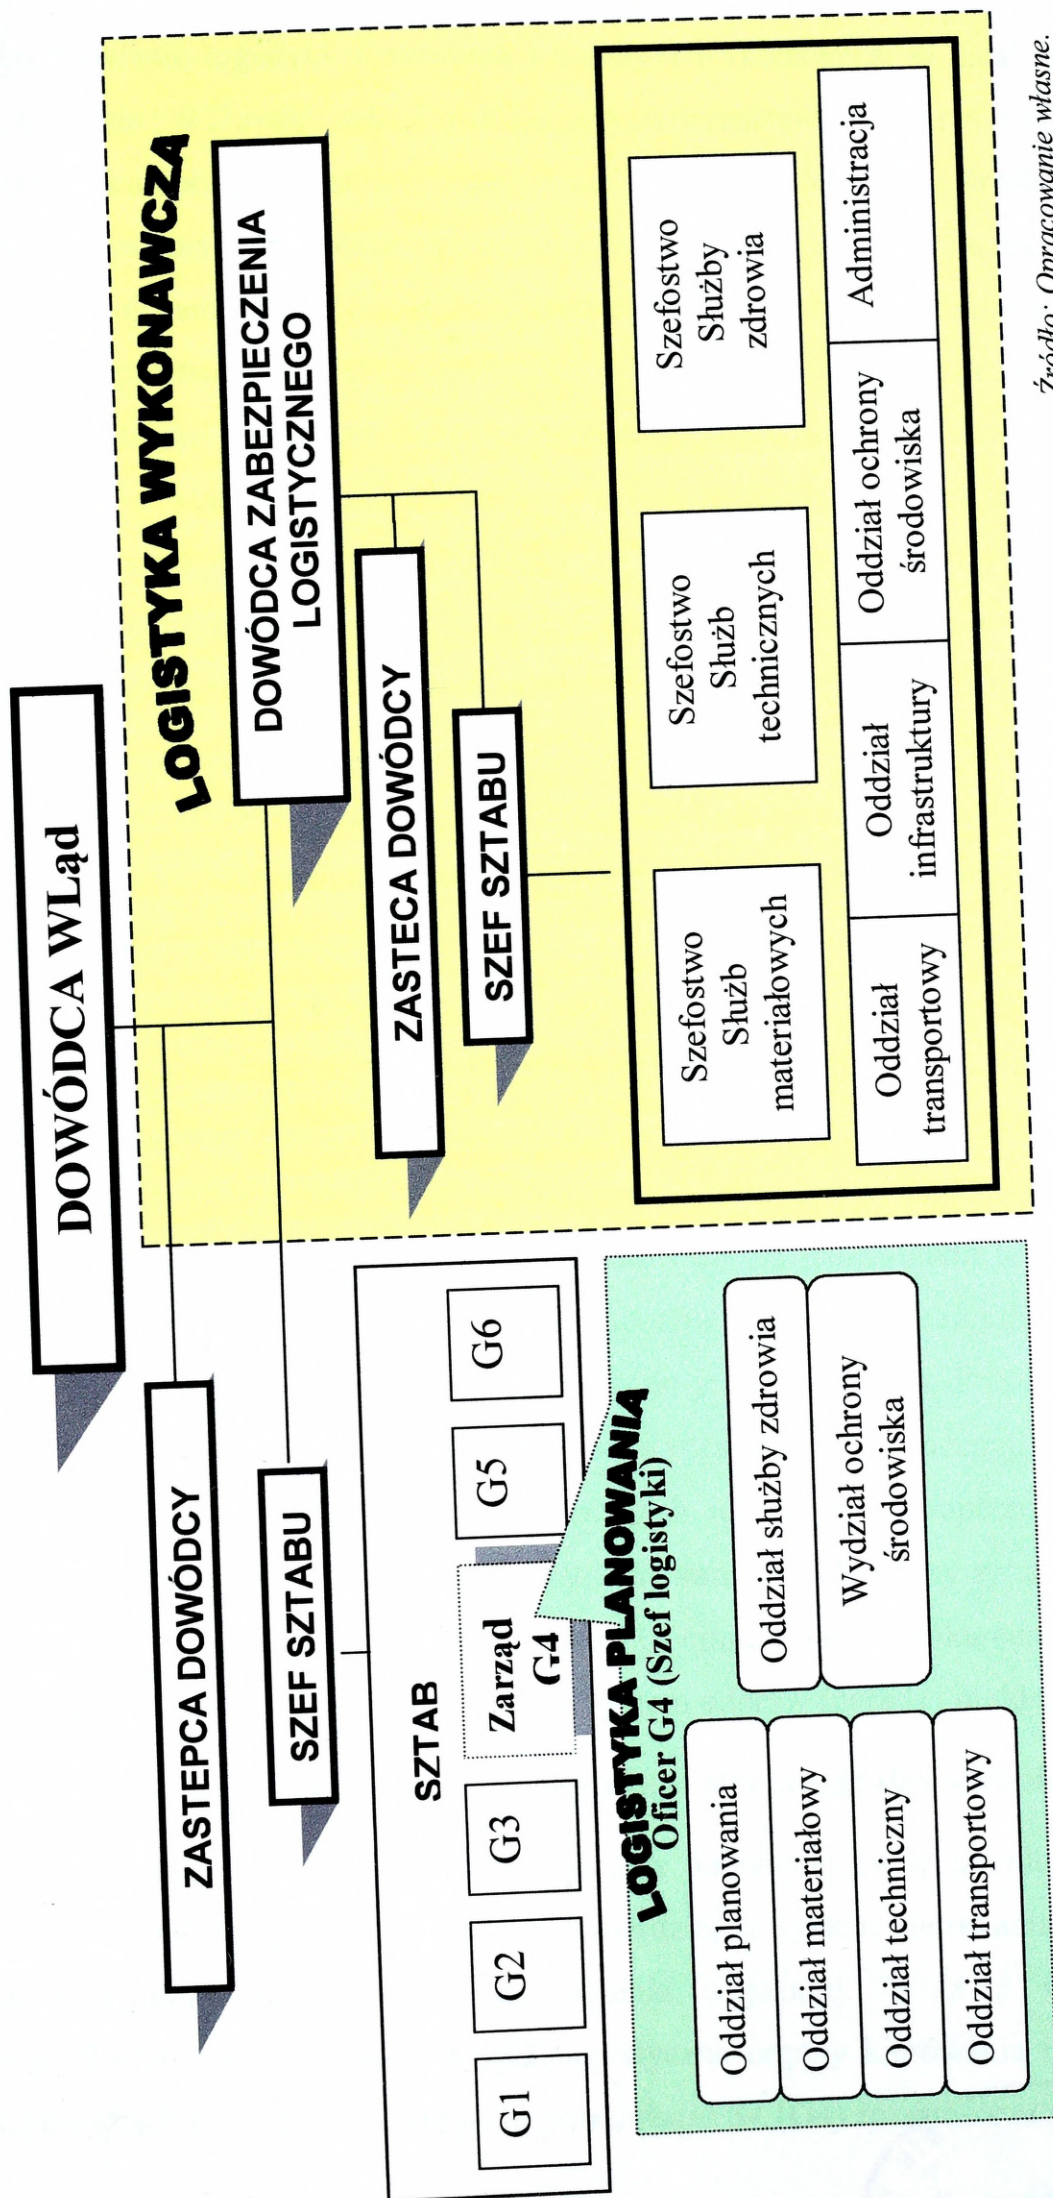 DOWÓDCA WLąd
ZASTEPCA DOWÓDCY
SZEF SZTABU
SZTAB
G1
G2
G3
Zarząd
G4
G5
G6
LOGISTYKA PLANOWANIA
Oficer G4 (Szef logistyki)
Oddział planowania
Oddział materiałowy
Oddział techniczny
Oddział transportowy
Oddział służby zdrowia
Wydział ochrony
środowiska
LOGISTYKA WYKONAWCZA
DOWÓDCA ZABEZPIECZENIA
LOGISTYCZNEGO
ZASTECA DOWÓDCY
SZEF SZTABU
Szefostwo
Służb
materiałowych
Szefostwo
Służb
technicznych
Szefostwo
Służby
zdrowia
Oddział
transportowy
Oddział
infrastruktury
Oddział ochrony
środowiska
Administracja
Źródło: Opracowanie własne.